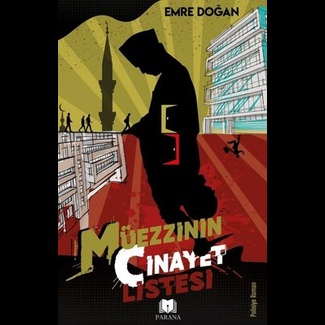 EMRE DOĞAN
MÜEZZİNİN
CİNAYET
LİSTESİ
Polisiye Roman
PARANA